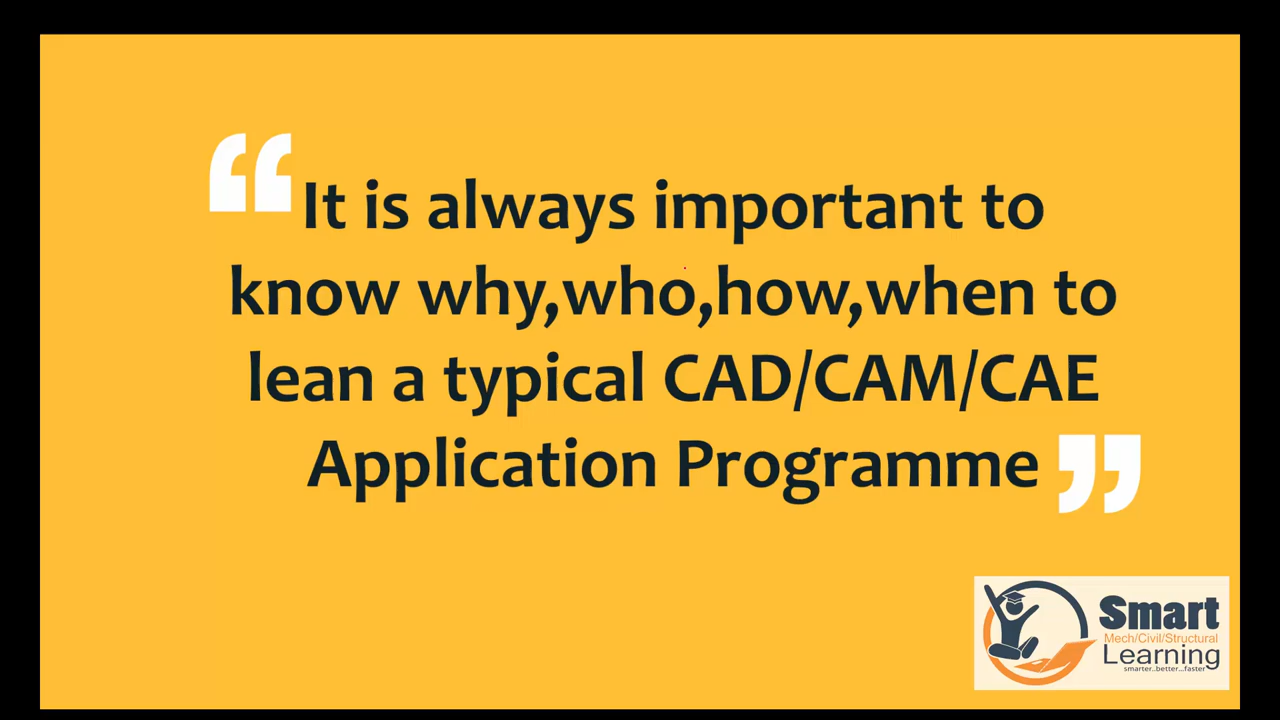 “It is always important to
know why,who,how,when to
lean a typical CAD/CAM/CAE
Application Programme”
Smart
Mech/Civil/Structural
Learning
smarter..better...faster